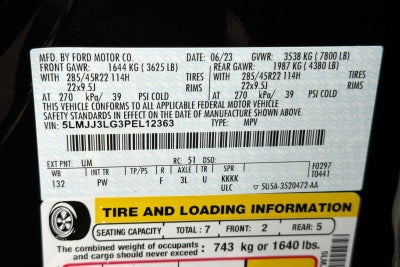 MFD. BY FORD MOTOR CO. DATE: 06/23 GVWR: 3538 KG (7800 LB)
FRONT GAWR: 1644 KG (3625 LB) REAR GAWR: 1987 KG (4380 LB)
WITH 285/45R22 114H TIRES WITH 285/45R22 114H TIRES
22x9.5J RIMS 22x9.5J RIMS
AT 270 kPa/ 39 PSI COLD AT 270 kPa/ 39 PSI COLD
THIS VEHICLE CONFORMS TO ALL APPLICABLE FEDERAL MOTOR VEHICLE
SAFETY STANDARDS IN EFFECT ON THE DATE OF MANUFACTURE SHOWN ABOVE.
VIN: 5LMJJ3LG3PEL12363 TYPE: MPV
EXT PNT: UM RC: 51 DSO: F0297
WB INT TR TP/PS R AXLE TR SPR T0441
132 PW F 3L U KKKK
ULC 5U5A-3520472-AA
TIRE AND LOADING INFORMATION
SEATING CAPACITY TOTAL: 7 FRONT: 2 REAR: 5
The combined weight of occupants and cargo should never exceed: 743 kg or 1640 lbs.